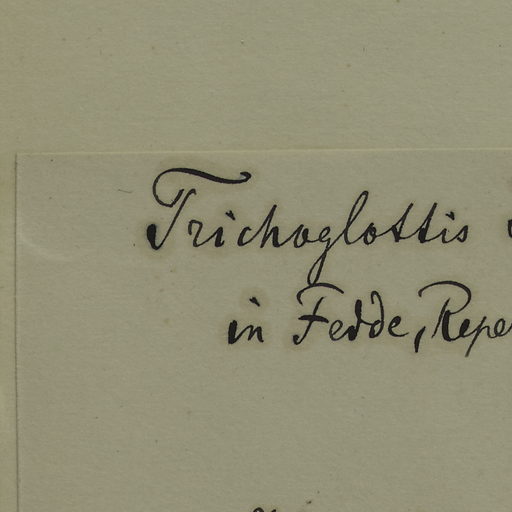 Trichoglottis
in Fedde, Repe